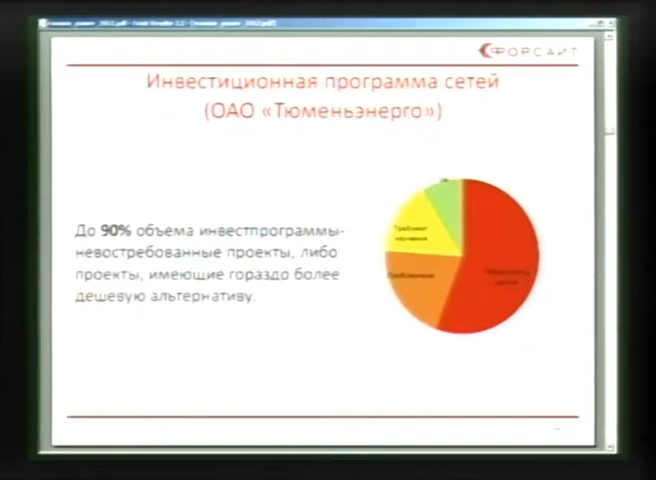 ФОРСАЙТ
Инвестиционная программа сетей
(ОАО «Тюменьэнерго»)
До 90% объема инвестпрограммы-
невостребованные проекты, либо
проекты, имеющие гораздо более
дешевую альтернативу.
Требуют
изучения